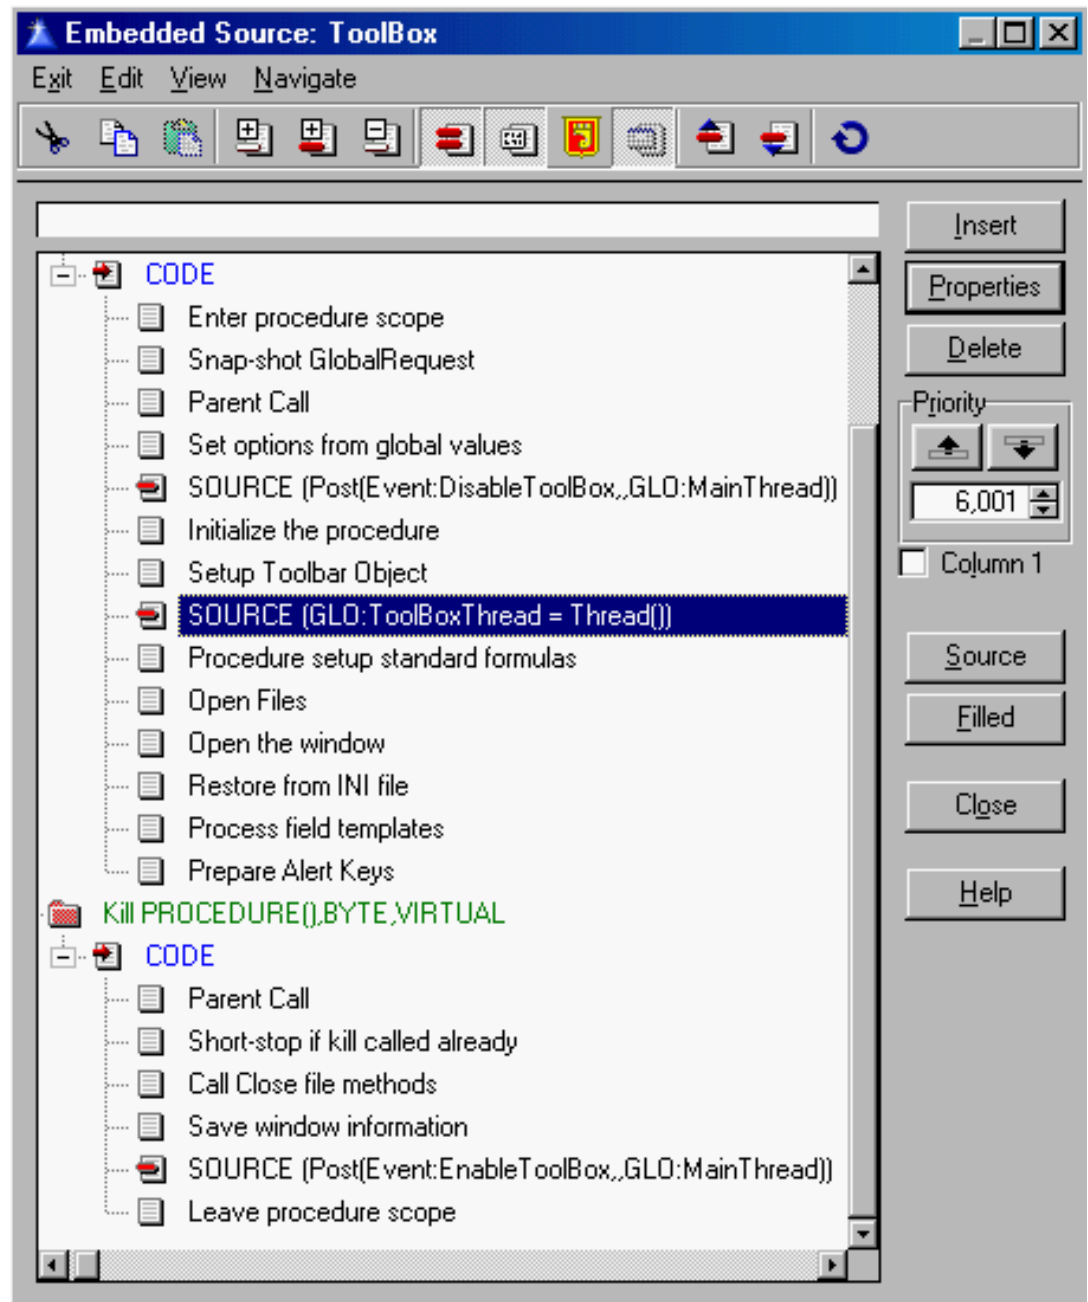 Embedded Source: ToolBox
Exit Edit View Navigate
Insert
CODE
Properties
Enter procedure scope
Snap-shot GlobalRequest
Delete
Parent Call
Priority
Set options from global values
SOURCE (Post(Event:DisableToolBox,,GLO:MainThread))
6,001
Initialize the procedure
Setup Toolbar Object
Column 1
SOURCE (GLO:ToolBoxThread = Thread())
Procedure setup standard formulas
Source
Open Files
Filled
Open the window
Restore from INI file
Close
Process field templates
Prepare Alert Keys
Help
Kill PROCEDURE(),BYTE,VIRTUAL
CODE
Parent Call
Short-stop if kill called already
Call Close file methods
Save window information
SOURCE (Post(Event:EnableToolBox,,GLO:MainThread))
Leave procedure scope